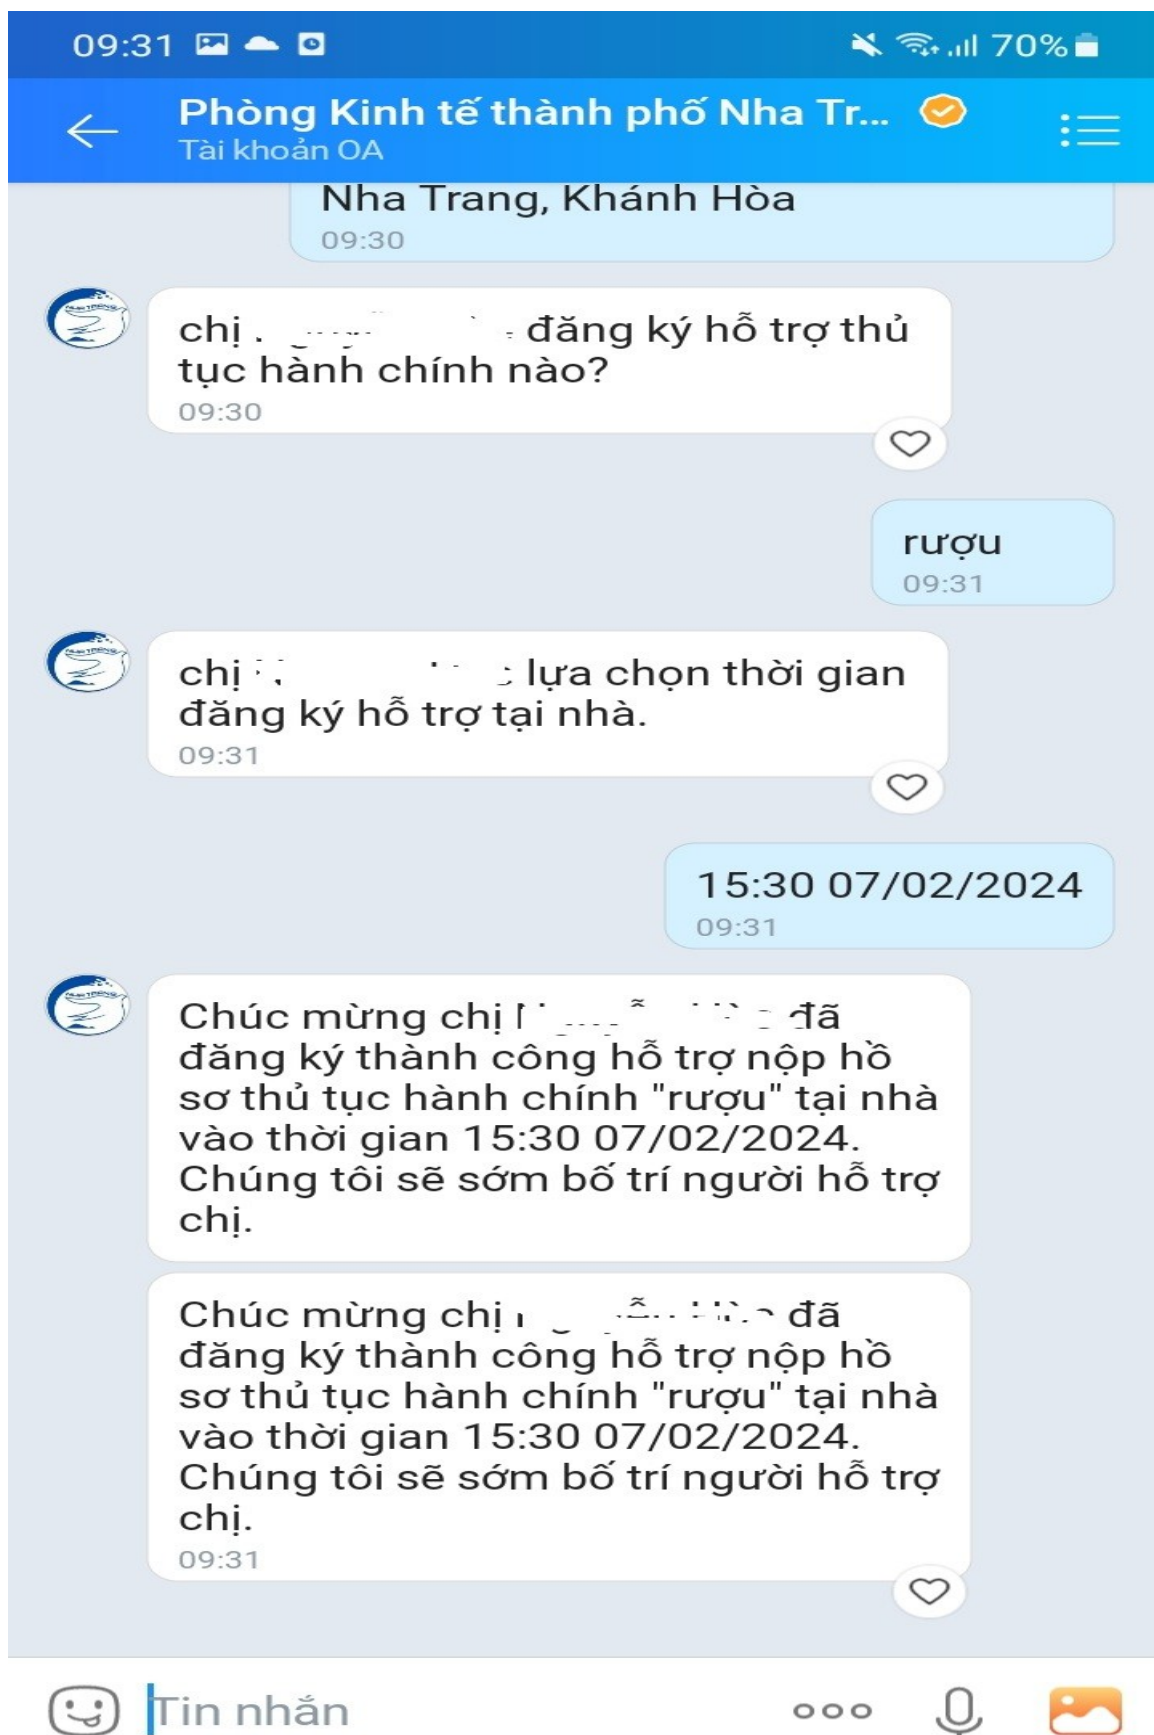 09:31
70%
Phòng Kinh tế thành phố Nha Tr...
Tài khoản OA
Nha Trang, Khánh Hòa
09:30
chị đăng ký hỗ trợ thủ
tục hành chính nào?
09:30
rượu
09:31
chị lựa chọn thời gian
đăng ký hỗ trợ tại nhà.
09:31
15:30 07/02/2024
09:31
Chúc mừng chị đã
đăng ký thành công hỗ trợ nộp hồ
sơ thủ tục hành chính "rượu" tại nhà
vào thời gian 15:30 07/02/2024.
Chúng tôi sẽ sớm bố trí người hỗ trợ
chị.
Chúc mừng chị đã
đăng ký thành công hỗ trợ nộp hồ
sơ thủ tục hành chính "rượu" tại nhà
vào thời gian 15:30 07/02/2024.
Chúng tôi sẽ sớm bố trí người hỗ trợ
chị.
09:31
Tin nhắn